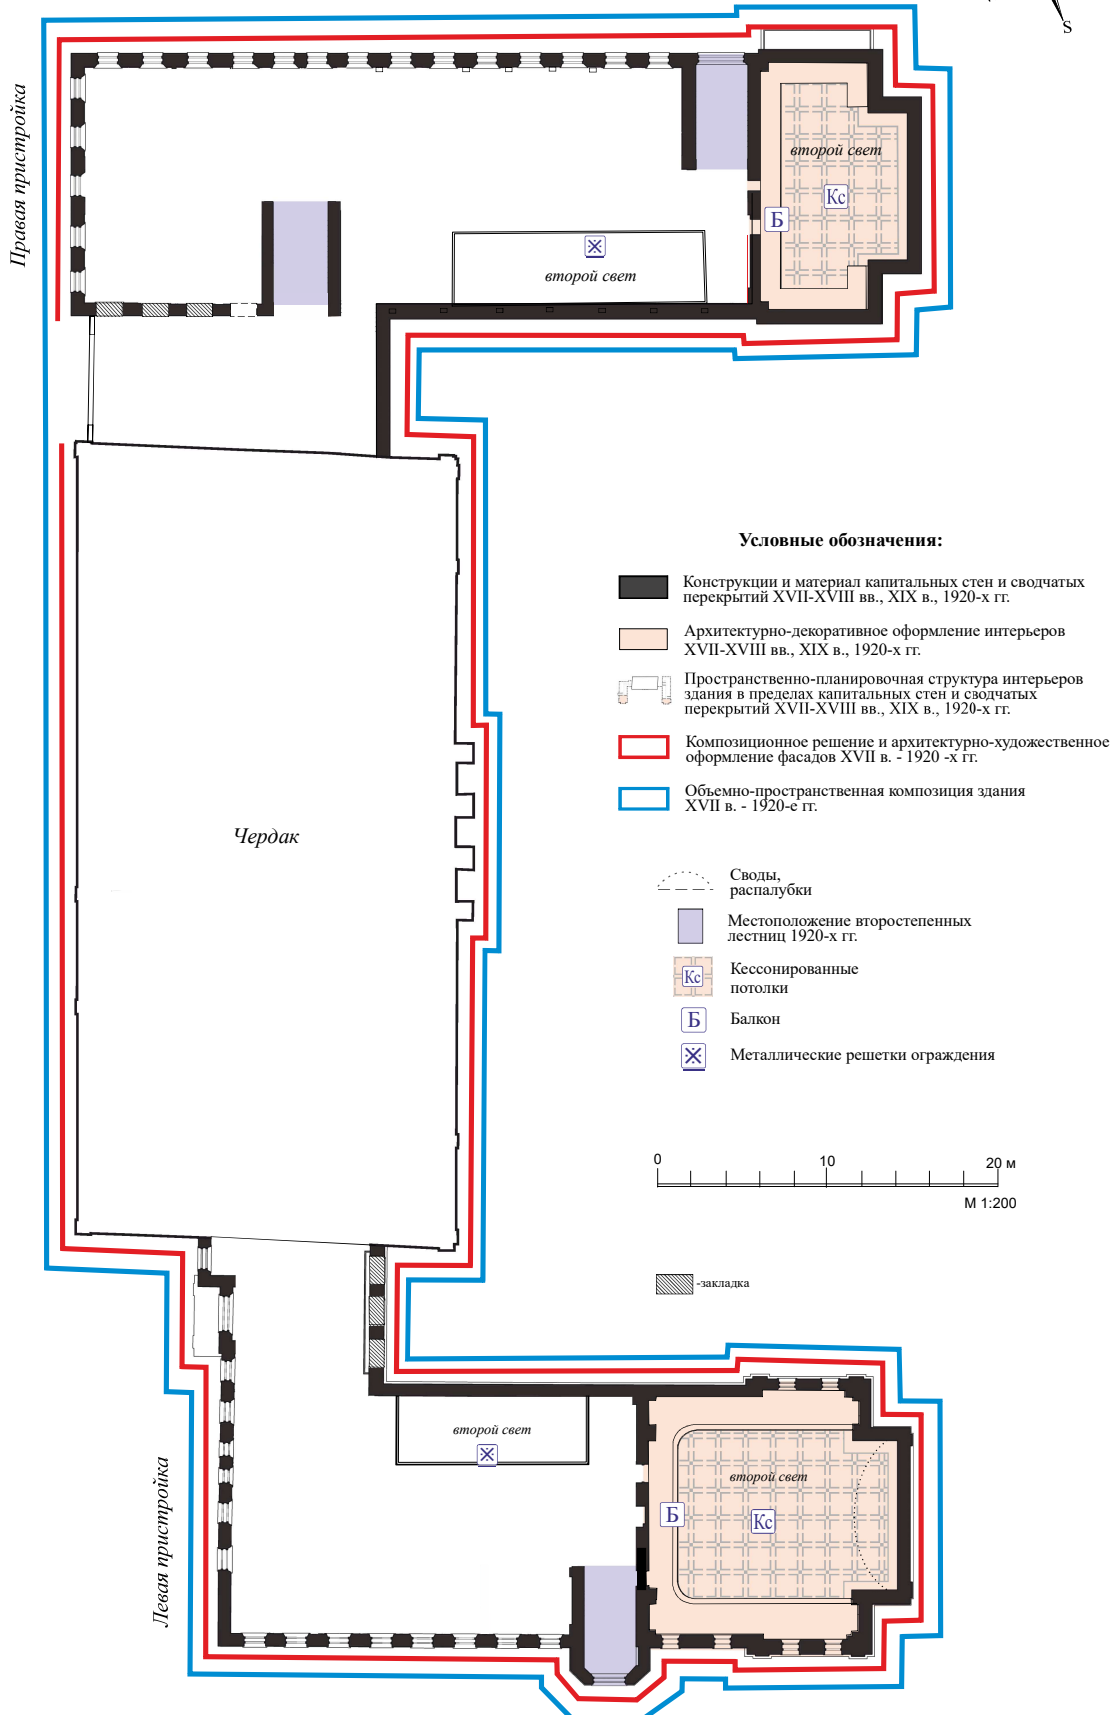 S
Правая пристройка
второй свет
Кс
Б
второй свет
Условные обозначения:
Конструкции и материал капитальных стен и сводчатых
перекрытий XVII-XVIII вв., XIX в., 1920-х гг.
Архитектурно-декоративное оформление интерьеров
XVII-XVIII вв., XIX в., 1920-х гг.
Пространственно-планировочная структура интерьеров
здания в пределах капитальных стен и сводчатых
перекрытий XVII-XVIII вв., XIX в., 1920-х гг.
Композиционное решение и архитектурно-художественное
оформление фасадов XVII в. - 1920 -х гг.
Объемно-пространственная композиция здания
XVII в. - 1920-е гг.
Чердак
Своды,
распалубки
Местоположение второстепенных
лестниц 1920-х гг.
Кс
Кессонированные
потолки
Б
Балкон
Металлические решетки ограждения
0 10 20 м
М 1:200
-закладка
Левая пристройка
второй свет
второй свет
Б
Кс